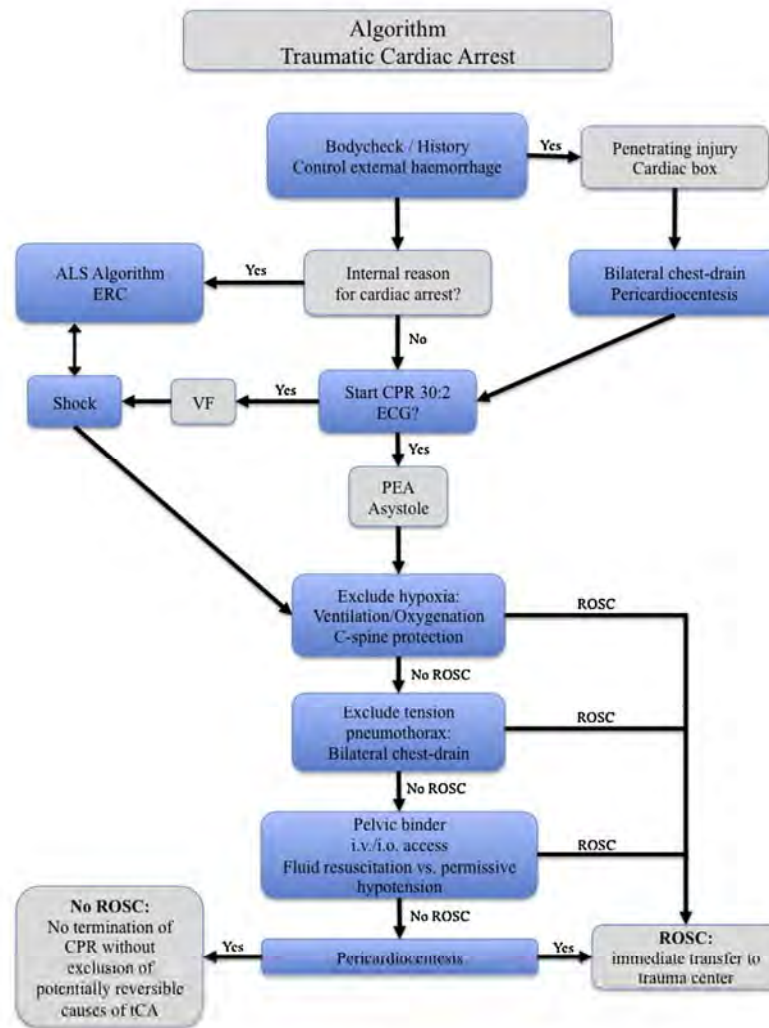 Algorithm
Traumatic Cardiac Arrest
Bodycheck / History
Control external haemorrhage
Yes
Penetrating injury
Cardiac box
ALS Algorithm
ERC
Yes
Internal reason
for cardiac arrest?
Bilateral chest-drain
Pericardiocentesis
No
Shock
VF
Yes
Start CPR 30:2
ECG?
Yes
PEA
Asystole
Exclude hypoxia:
Ventilation/Oxygenation
C-spine protection
ROSC
No ROSC
Exclude tension
pneumothorax:
Bilateral chest-drain
ROSC
No ROSC
Pelvic binder
i.v./i.o. access
Fluid resuscitation vs. permissive
hypotension
ROSC
No ROSC
No ROSC:
No termination of
CPR without
exclusion of
potentially reversible
causes of tCA
Yes
Pericardiocentesis
Yes
ROSC:
immediate transfer to
trauma center